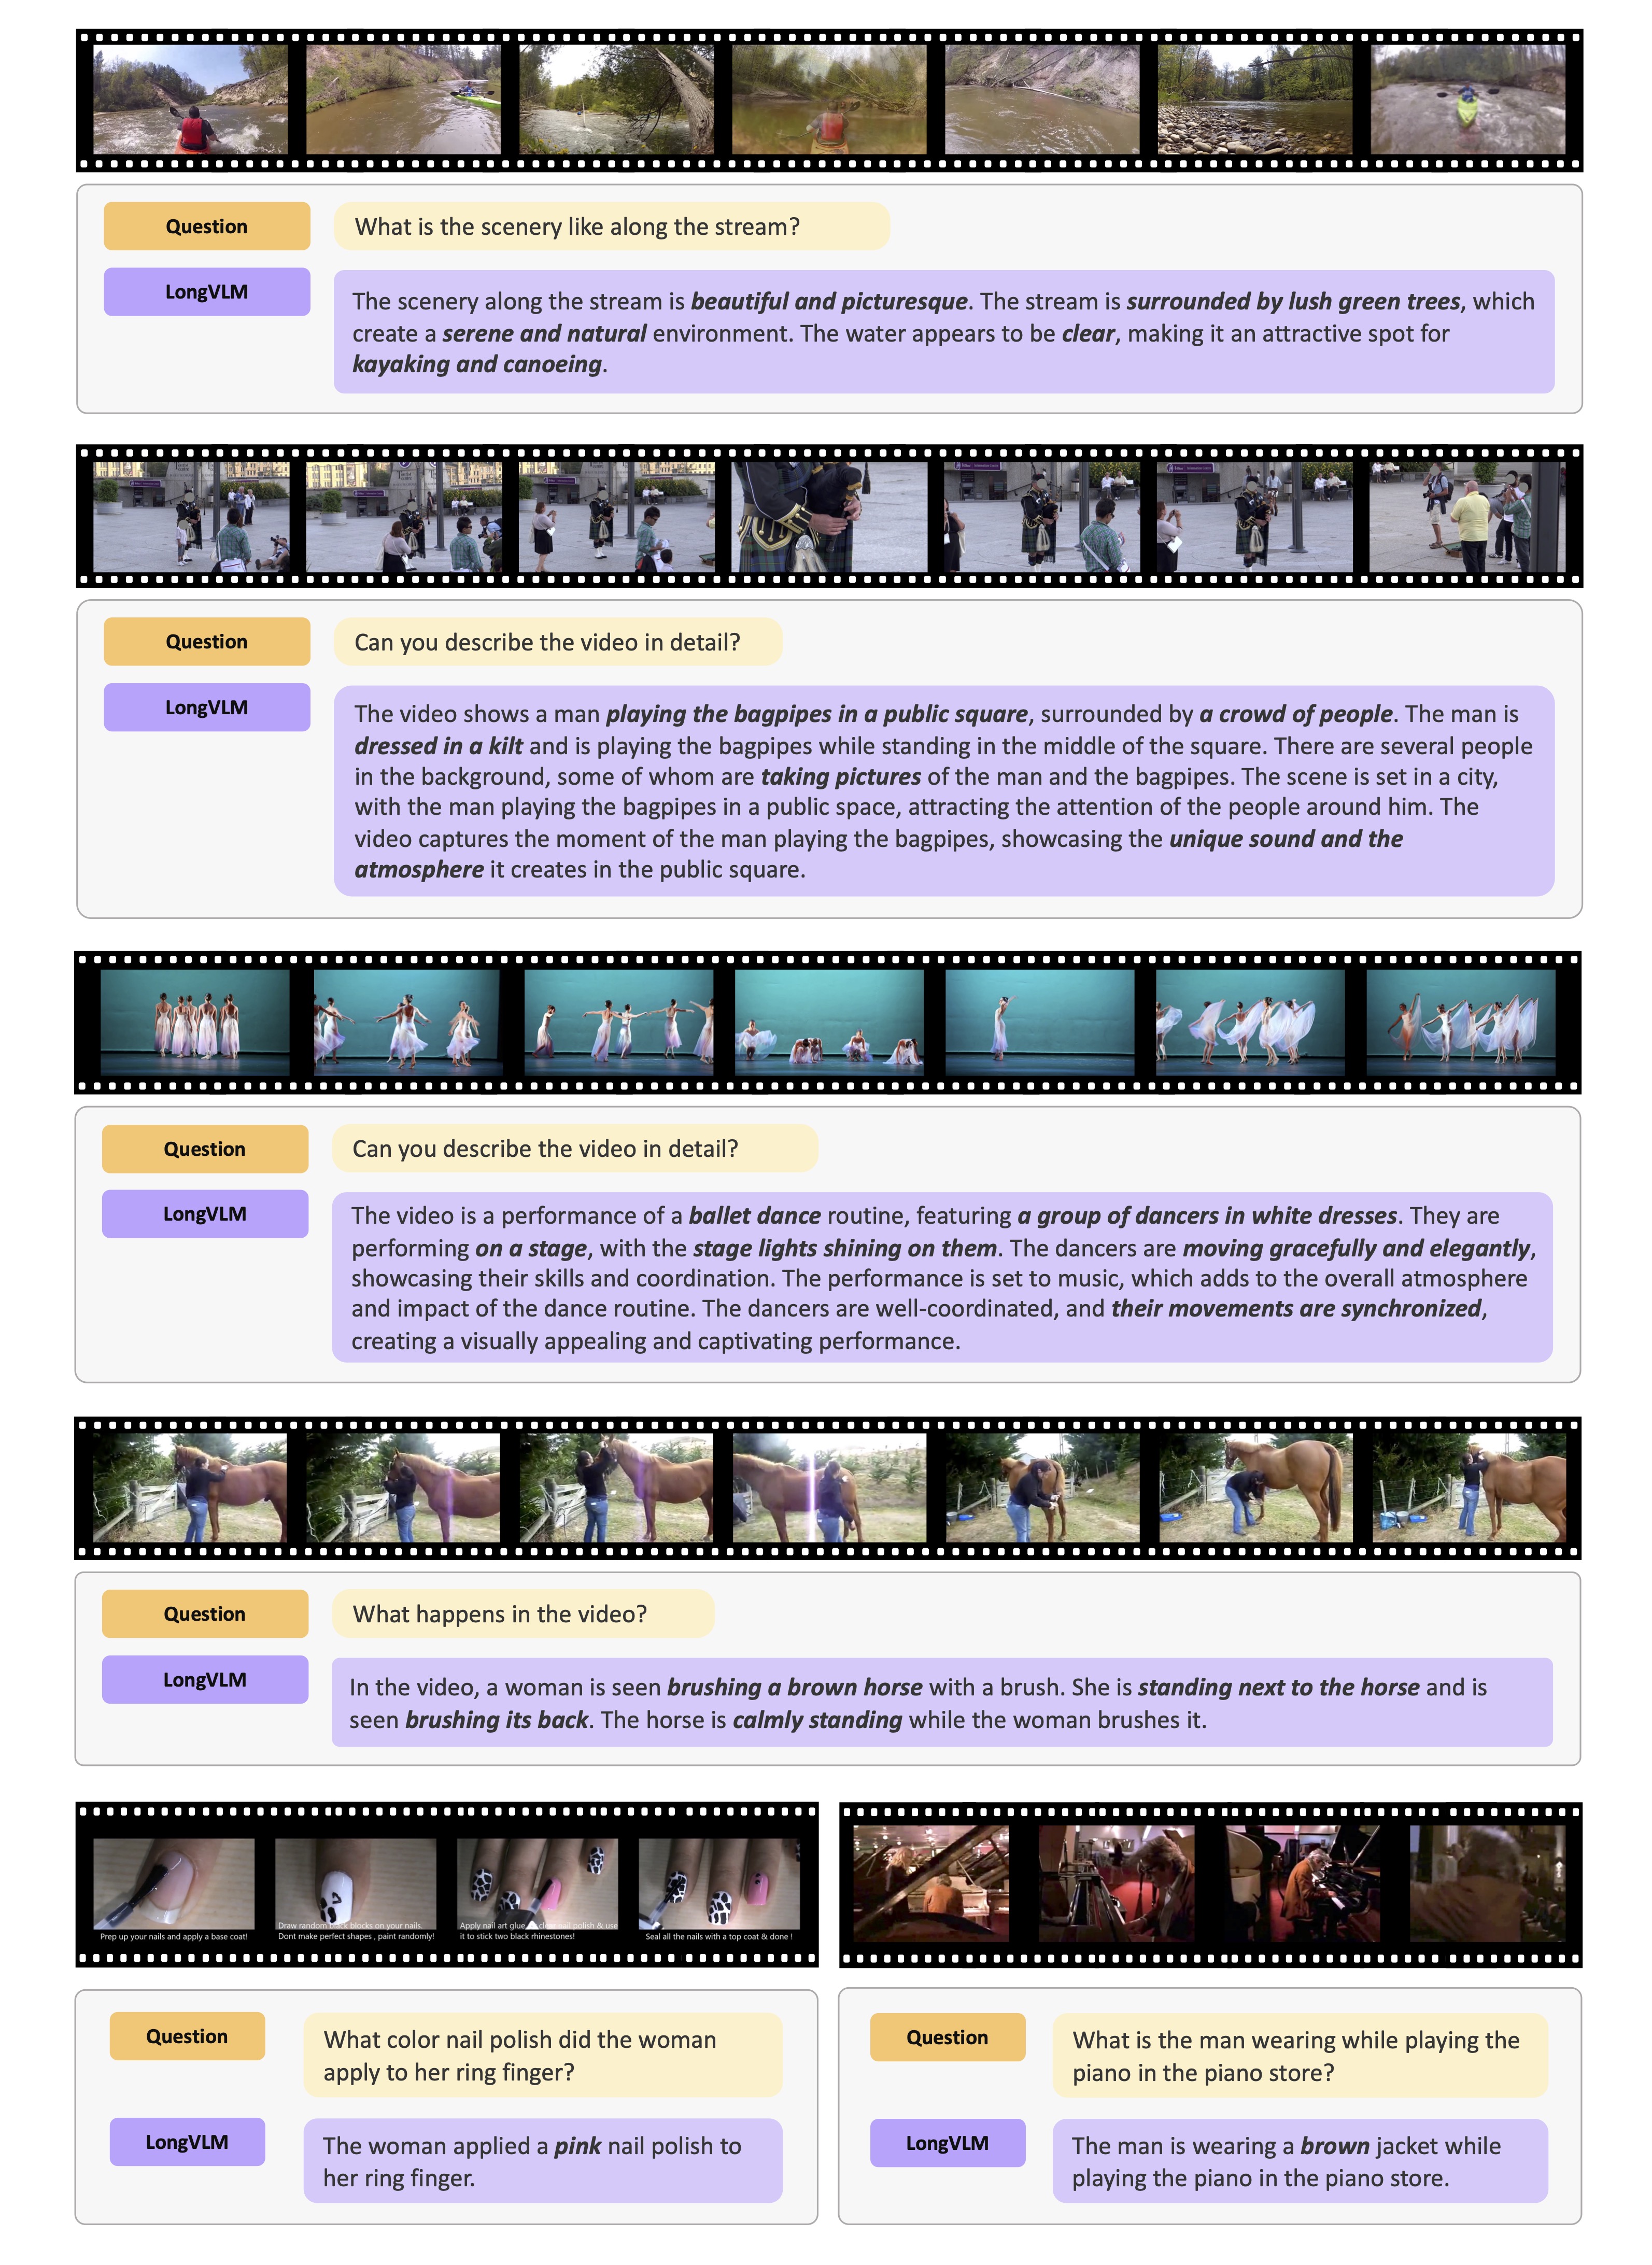 Question
What is the scenery like along the stream?
LongVLM
The scenery along the stream is beautiful and picturesque. The stream is surrounded by lush green trees, which
create a serene and natural environment. The water appears to be clear, making it an attractive spot for
kayaking and canoeing.
Question
Can you describe the video in detail?
LongVLM
The video shows a man playing the bagpipes in a public square, surrounded by a crowd of people. The man is
dressed in a kilt and is playing the bagpipes while standing in the middle of the square. There are several people
in the background, some of whom are taking pictures of the man and the bagpipes. The scene is set in a city,
with the man playing the bagpipes in a public space, attracting the attention of the people around him. The
video captures the moment of the man playing the bagpipes, showcasing the unique sound and the
atmosphere it creates in the public square.
Question
Can you describe the video in detail?
LongVLM
The video is a performance of a ballet dance routine, featuring a group of dancers in white dresses. They are
performing on a stage, with the stage lights shining on them. The dancers are moving gracefully and elegantly,
showcasing their skills and coordination. The performance is set to music, which adds to the overall atmosphere
and impact of the dance routine. The dancers are well-coordinated, and their movements are synchronized,
creating a visually appealing and captivating performance.
Question
What happens in the video?
LongVLM
In the video, a woman is seen brushing a brown horse with a brush. She is standing next to the horse and is
seen brushing its back. The horse is calmly standing while the woman brushes it.
Prep up your nails and apply a base coat!
Draw random black blocks on your nails.
Dont make perfect shapes , paint randomly!
Apply nail art glue clear nail polish & use
it to stick two black rhinestones!
Seal all the nails with a top coat & done !
Question
What color nail polish did the woman
apply to her ring finger?
LongVLM
The woman applied a pink nail polish to
her ring finger.
Question
What is the man wearing while playing the
piano in the piano store?
LongVLM
The man is wearing a brown jacket while
playing the piano in the piano store.